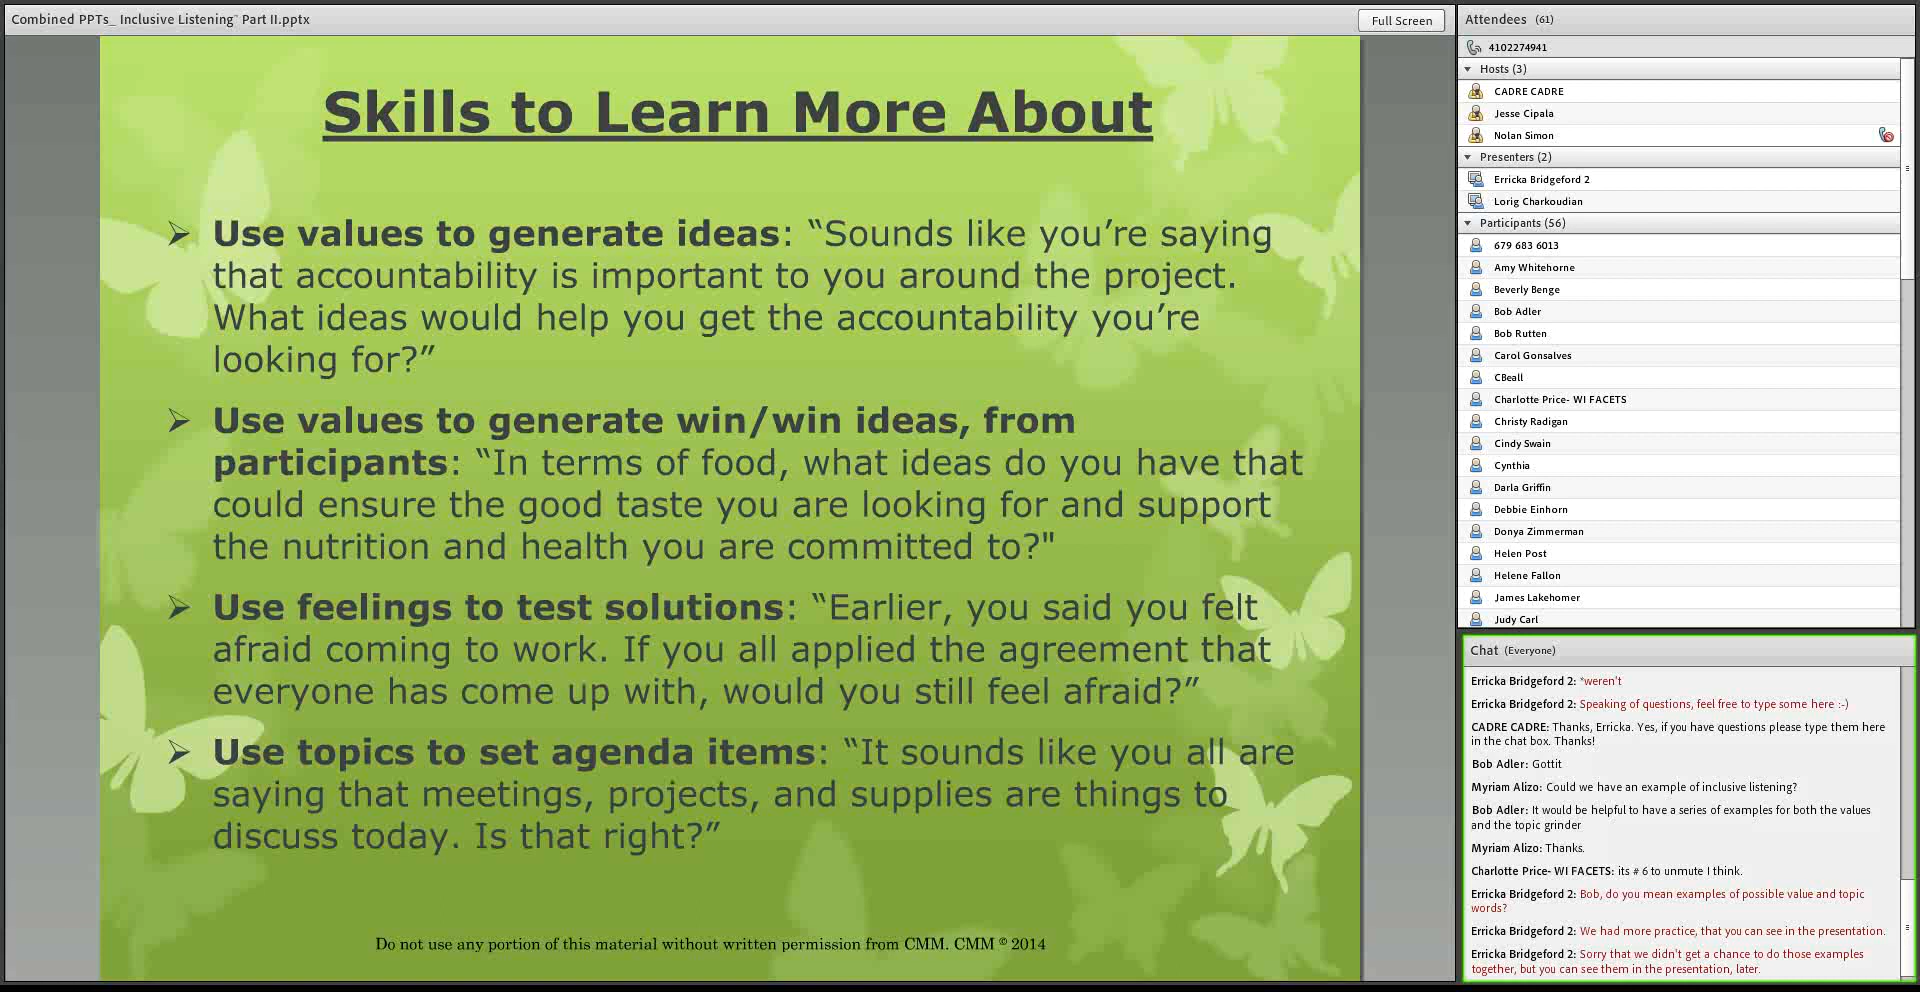 Combined PPTs_ Inclusive Listening™ Part II.pptx
Full Screen
Skills to Learn More About
➢ Use values to generate ideas: “Sounds like you’re saying
that accountability is important to you around the project.
What ideas would help you get the accountability you’re
looking for?”
➢ Use values to generate win/win ideas, from
participants: “In terms of food, what ideas do you have that
could ensure the good taste you are looking for and support
the nutrition and health you are committed to?"
➢ Use feelings to test solutions: “Earlier, you said you felt
afraid coming to work. If you all applied the agreement that
everyone has come up with, would you still feel afraid?”
➢ Use topics to set agenda items: “It sounds like you all are
saying that meetings, projects, and supplies are things to
discuss today. Is that right?”
Do not use any portion of this material without written permission from CMM. CMM © 2014
Attendees (61)
4102274941
Hosts (3)
CADRE CADRE
Jesse Cipala
Nolan Simon
Presenters (2)
Erricka Bridgeford 2
Lorig Charkoudian
Participants (56)
679 683 6013
Amy Whitehorne
Beverly Benge
Bob Adler
Bob Rutten
Carol Gonsalves
CBeall
Charlotte Price- WI FACETS
Christy Radigan
Cindy Swain
Cynthia
Darla Griffin
Debbie Einhorn
Donya Zimmerman
Helen Post
Helene Fallon
James Lakehomer
Judy Carl
Chat (Everyone)
Erricka Bridgeford 2: *weren't
Erricka Bridgeford 2: Speaking of questions, feel free to type some here :-)
CADRE CADRE: Thanks, Erricka. Yes, if you have questions please type them here
in the chat box. Thanks!
Bob Adler: Gottit
Myriam Alizo: Could we have an example of inclusive listening?
Bob Adler: It would be helpful to have a series of examples for both the values
and the topic grinder
Myriam Alizo: Thanks.
Charlotte Price- WI FACETS: its # 6 to unmute I think.
Erricka Bridgeford 2: Bob, do you mean examples of possible value and topic
words?
Erricka Bridgeford 2: We had more practice, that you can see in the presentation.
Erricka Bridgeford 2: Sorry that we didn't get a chance to do those examples
together, but you can see them in the presentation, later.